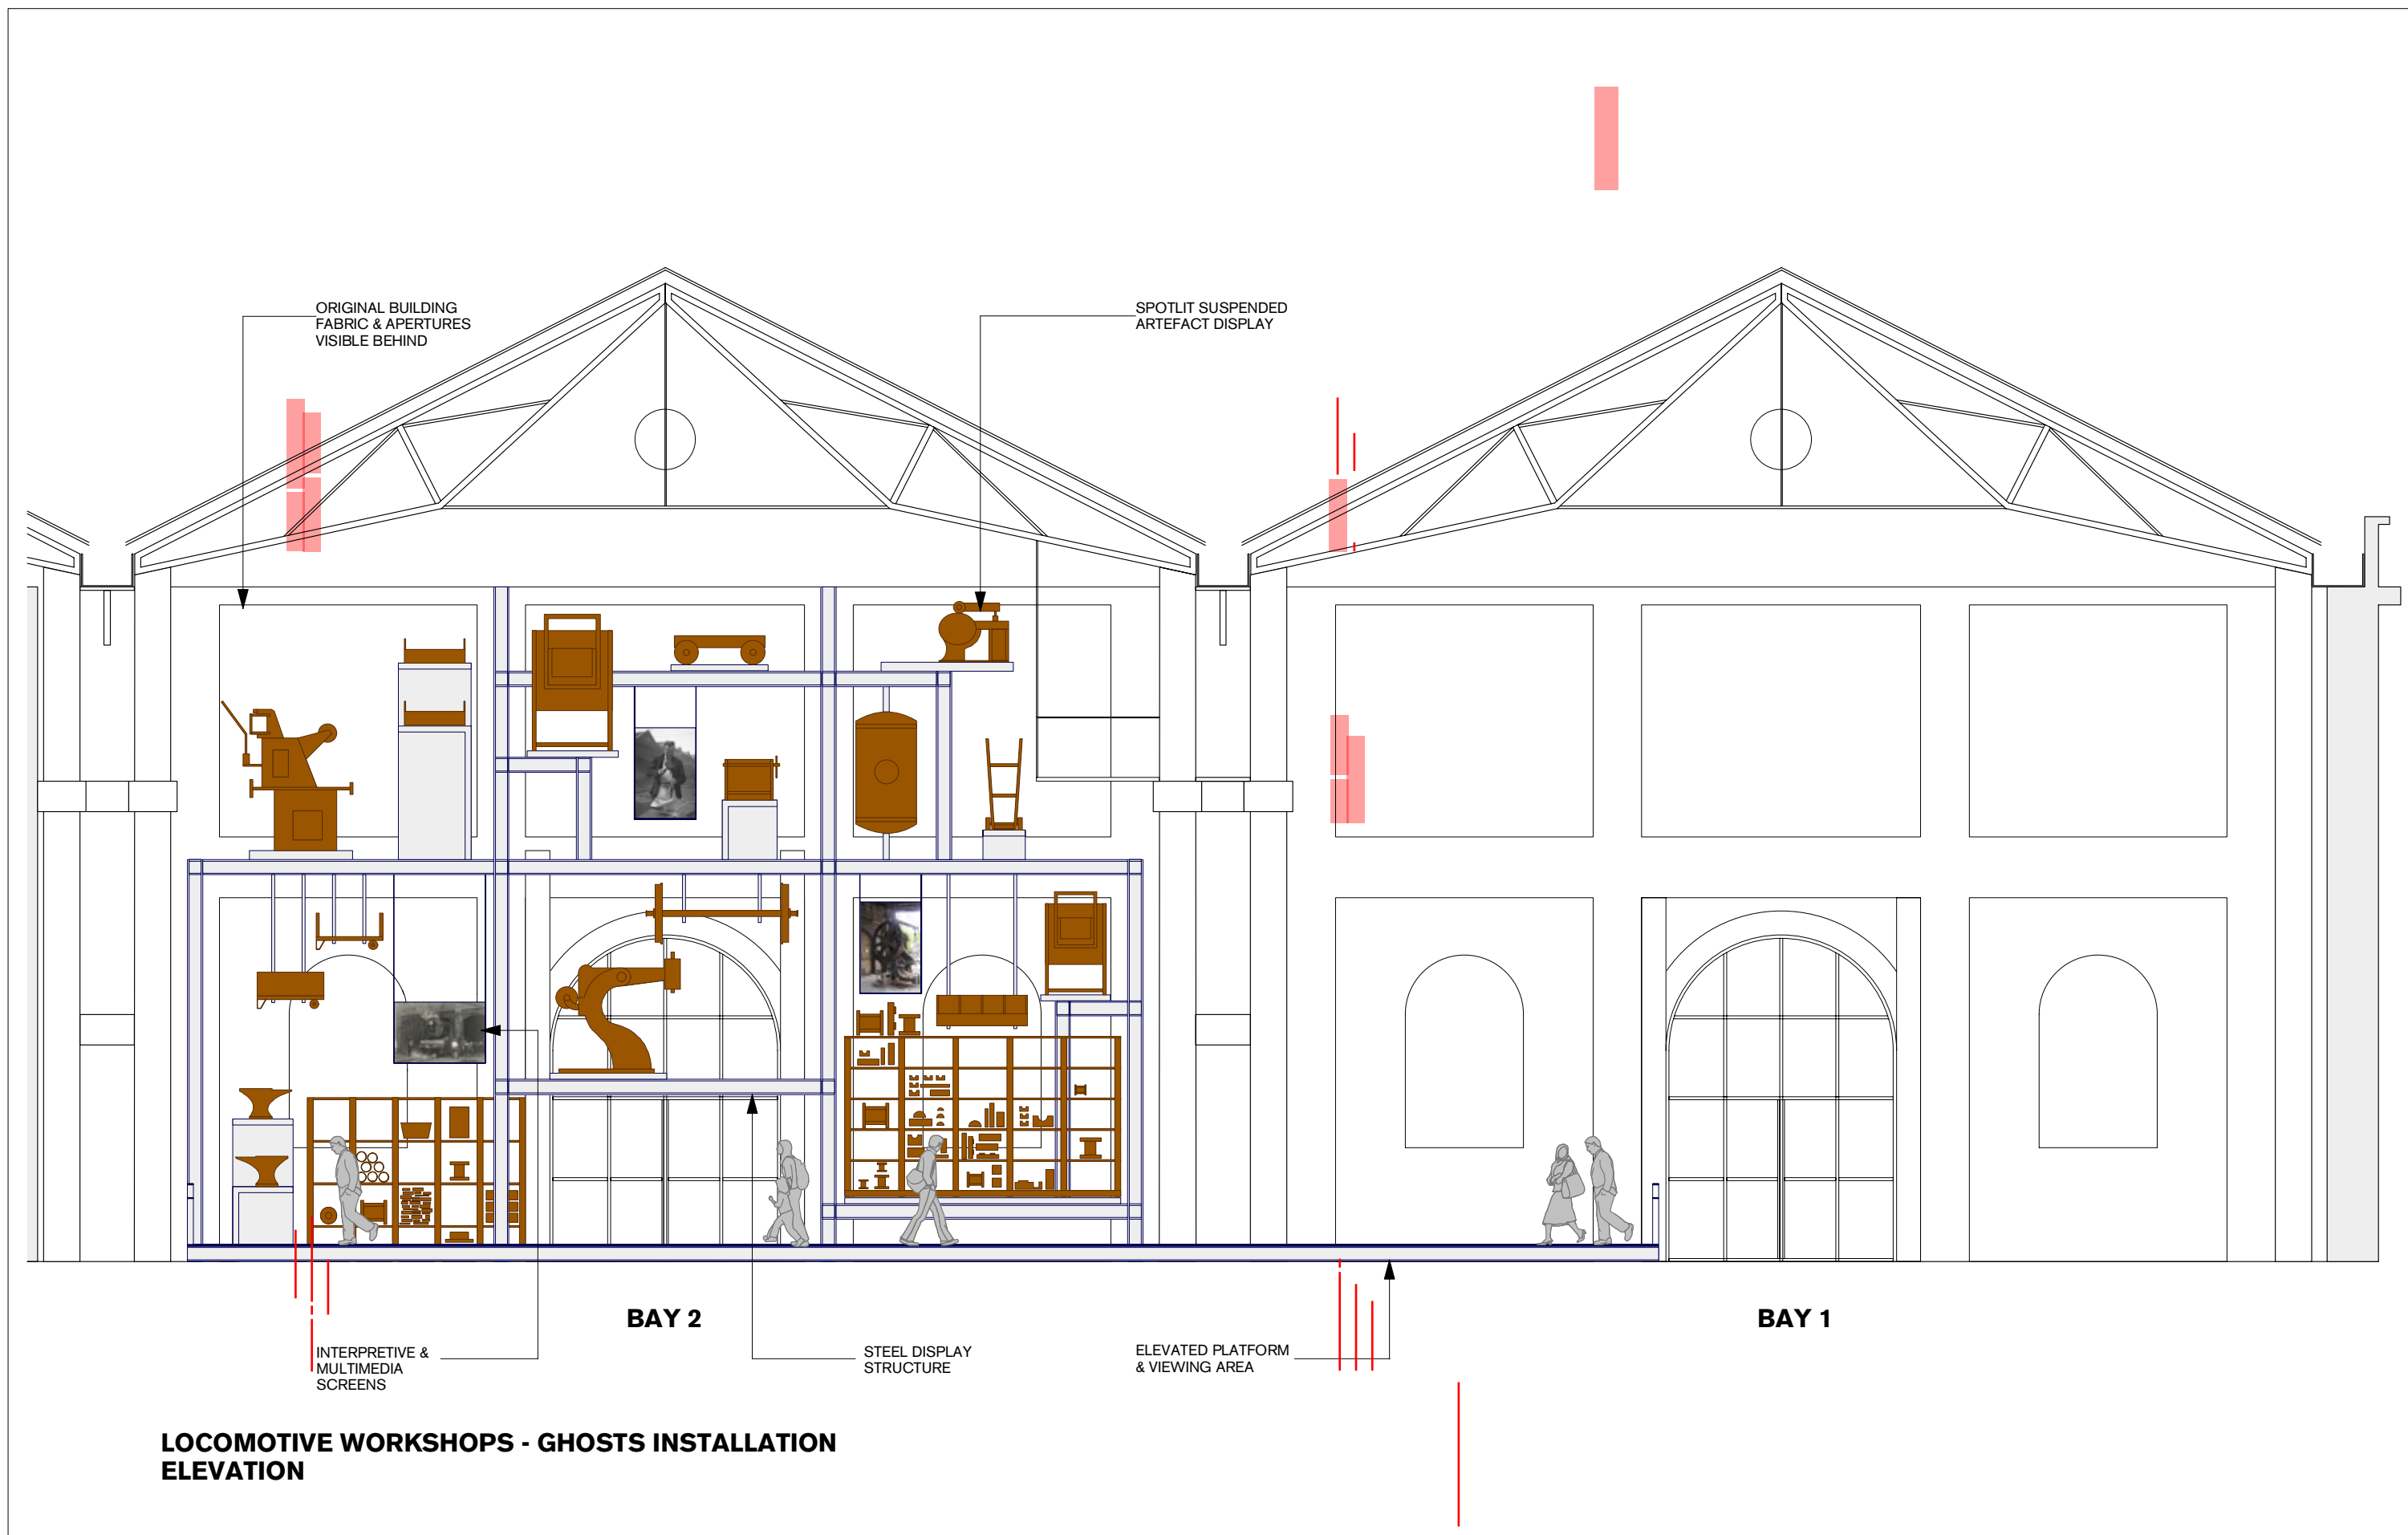 ORIGINAL BUILDING
FABRIC & APERTURES
VISIBLE BEHIND
SPOTLIT SUSPENDED
ARTEFACT DISPLAY
BAY 2
BAY 1
INTERPRETIVE &
MULTIMEDIA
SCREENS
STEEL DISPLAY
STRUCTURE
ELEVATED PLATFORM
& VIEWING AREA
LOCOMOTIVE WORKSHOPS - GHOSTS INSTALLATION
ELEVATION